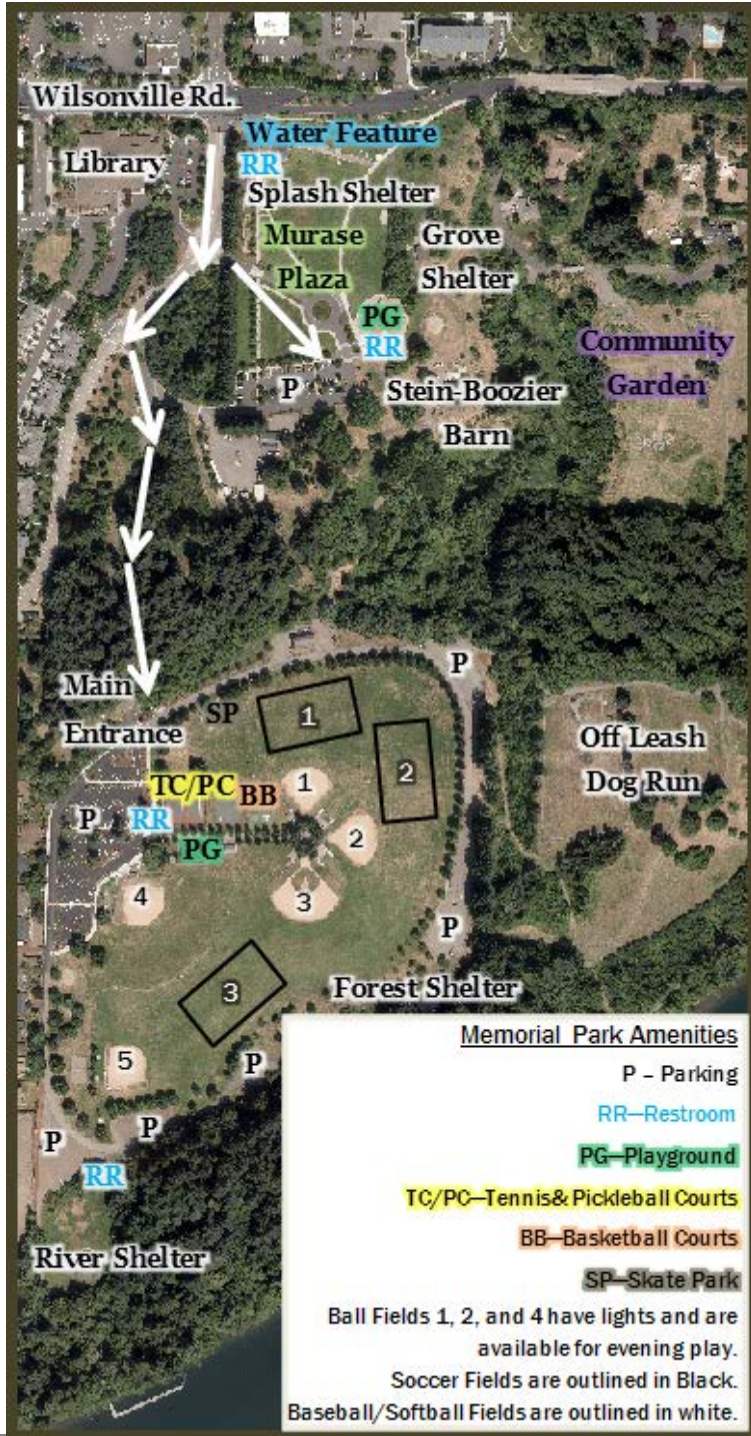 Wilsonville Rd.
Water Feature
Library
RR
Splash Shelter
Murase
Plaza
Grove
Shelter
PG
RR
Community
Garden
P
Stein-Boozier
Barn
P
Main
Entrance
SP
1
2
Off Leash
Dog Run
TC/PC
BB
1
P
RR
2
PG
4
3
P
3
Forest Shelter
5
P
P
P
RR
River Shelter
Memorial Park Amenities
P – Parking
RR—Restroom
PG—Playground
TC/PC—Tennis& Pickleball Courts
BB—Basketball Courts
SP—Skate Park
Ball Fields 1, 2, and 4 have lights and are
available for evening play.
Soccer Fields are outlined in Black.
Baseball/Softball Fields are outlined in white.